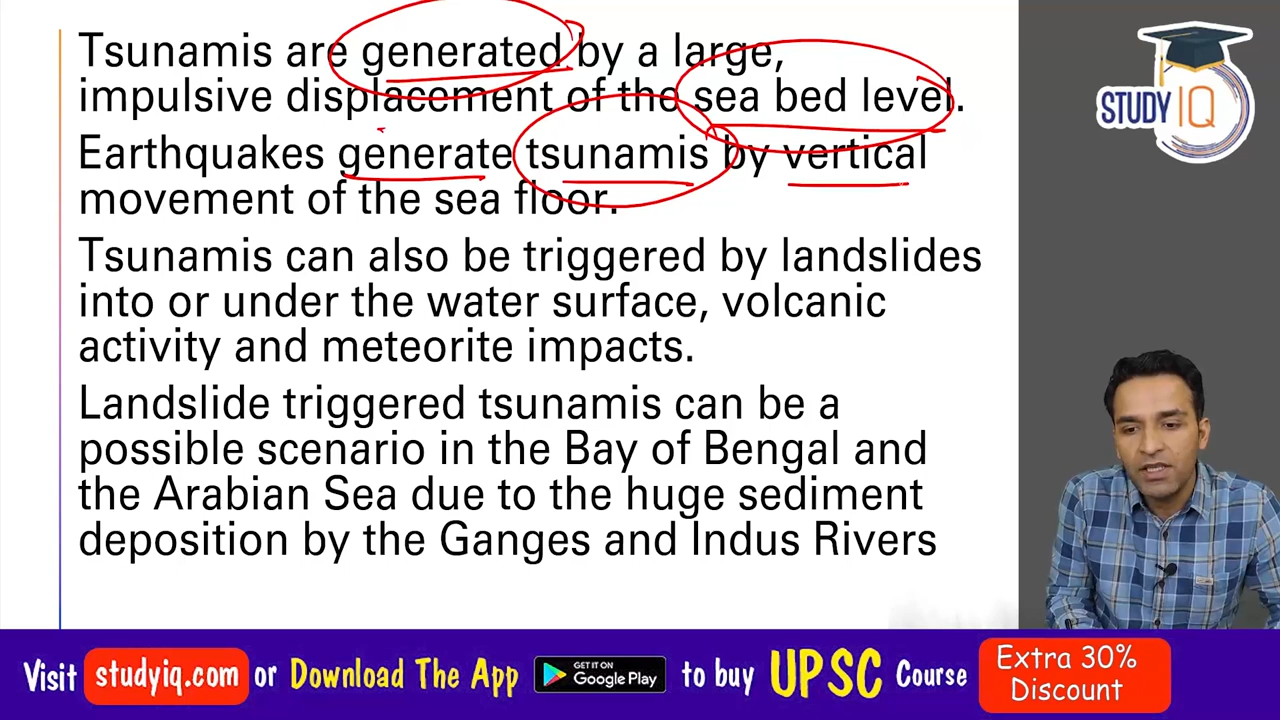 Tsunamis are generated by a large,
impulsive displacement of the sea bed level.
Earthquakes generate tsunamis by vertical
movement of the sea floor.
Tsunamis can also be triggered by landslides
into or under the water surface, volcanic
activity and meteorite impacts.
Landslide triggered tsunamis can be a
possible scenario in the Bay of Bengal and
the Arabian Sea due to the huge sediment
deposition by the Ganges and Indus Rivers
STUDY IQ
Visit studyiq.com or Download The App GET IT ON Google Play to buy UPSC Course
Extra 30%
Discount